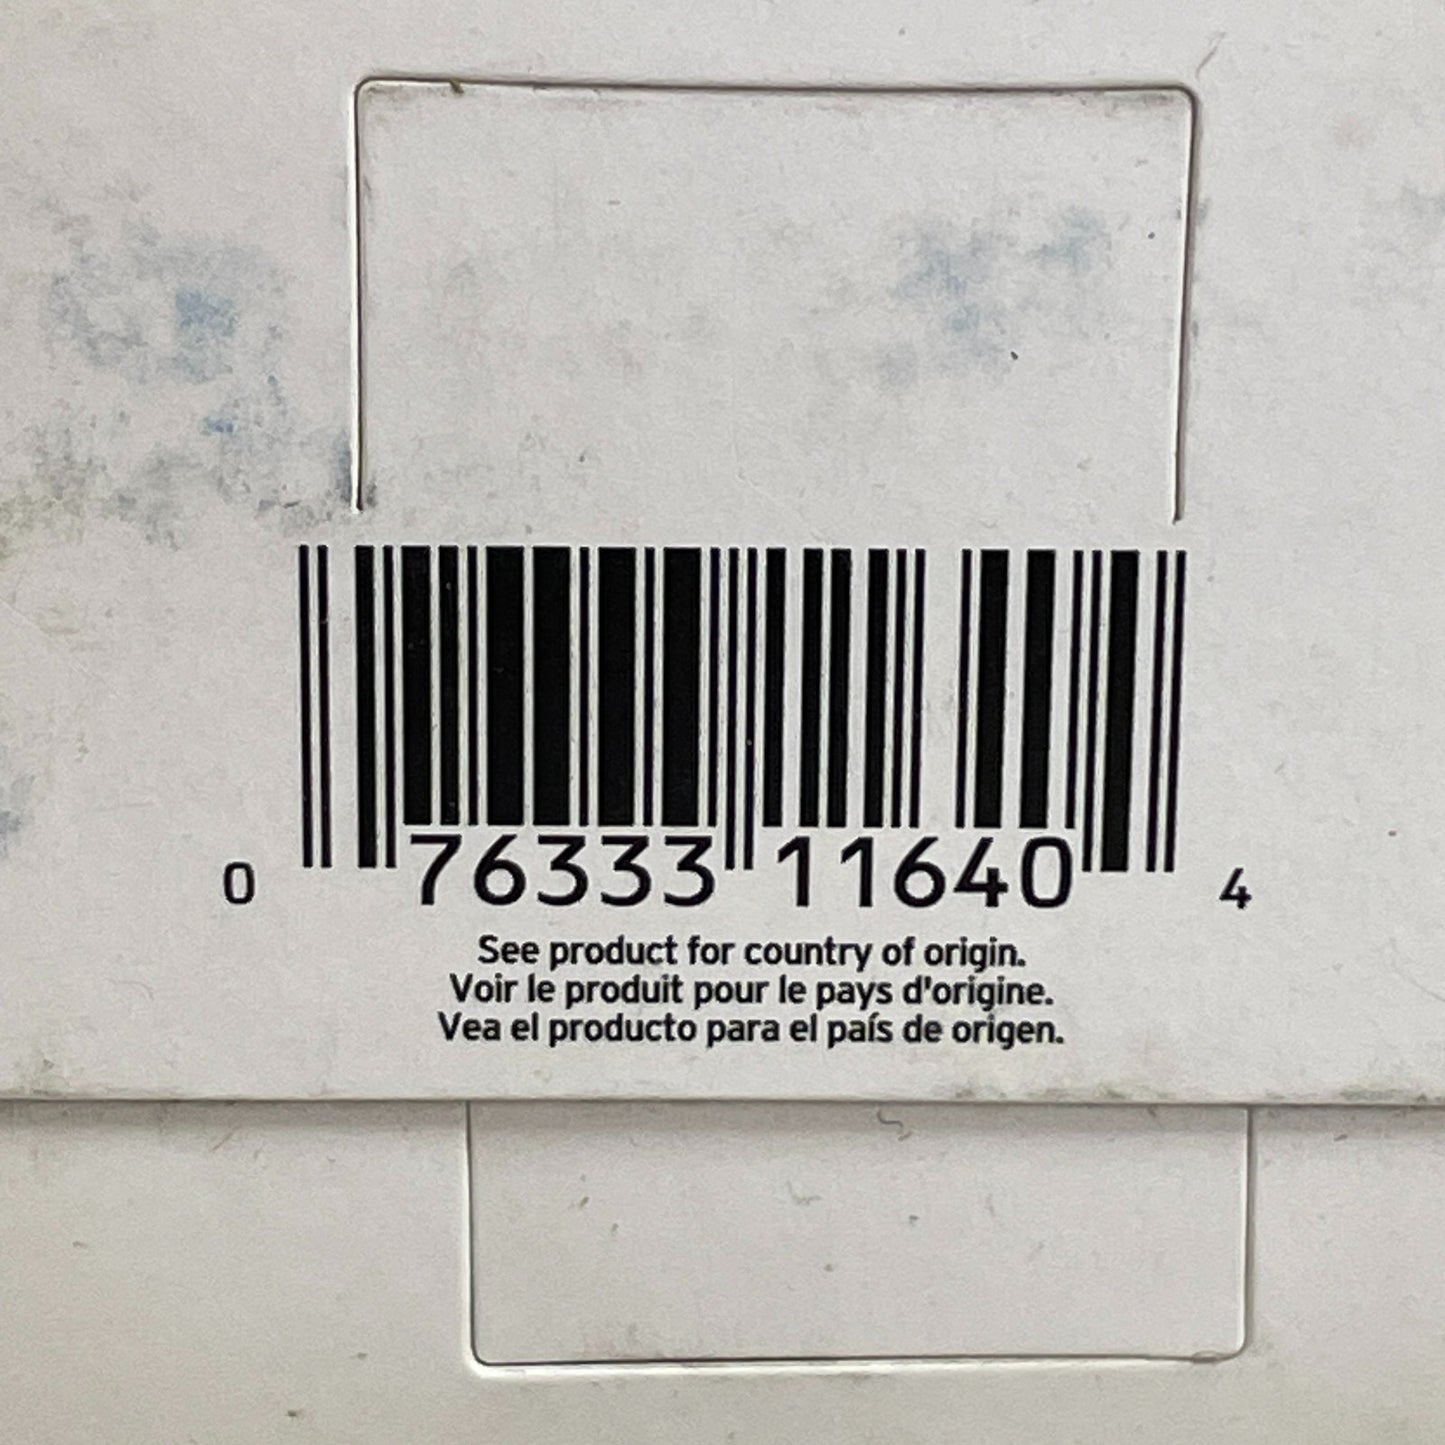 0 76333 11640 4
See product for country of origin.
Voir le produit pour le pays d'origine.
Vea el producto para el país de origen.